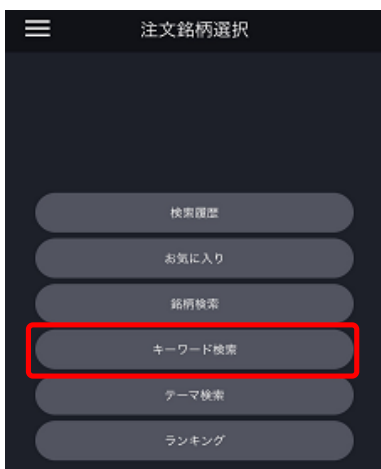 注文銘柄選択
検索履歴
お気に入り
銘柄検索
キーワード検索
テーマ検索
ランキング